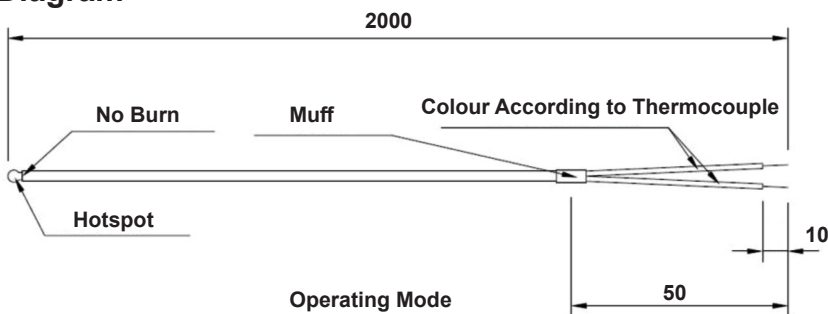 Diagram
2000
No Burn
Muff
Colour According to Thermocouple
Hotspot
10
Operating Mode
50